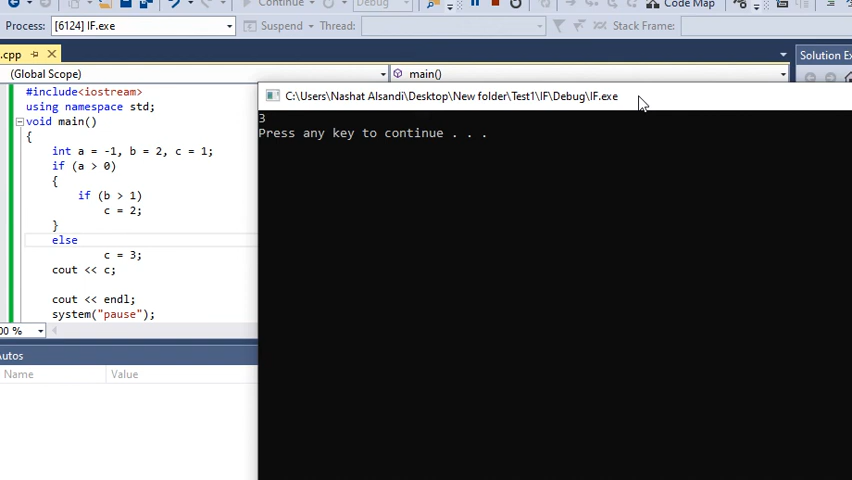 Continue
Debug
Code Map
Process: [6124] IF.exe
Suspend
Thread:
Stack Frame:
.cpp
Solution Ex
(Global Scope)
main()
#include<iostream>
using namespace std;
void main()
{
int a = -1, b = 2, c = 1;
if (a > 0)
{
if (b > 1)
c = 2;
}
else
c = 3;
cout << c;
cout << endl;
system("pause");
00 %
C:\Users\Nashat Alsandi\Desktop\New folder\Test1\IF\Debug\IF.exe
3
Press any key to continue . . .
Autos
Name
Value